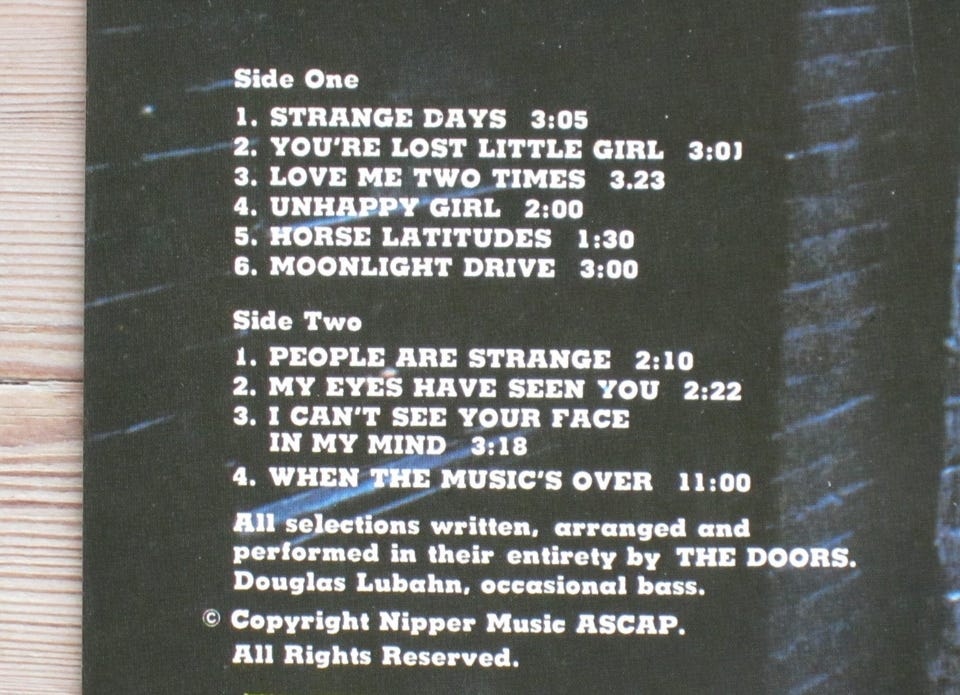 Side One
1. STRANGE DAYS 3:05
2. YOU'RE LOST LITTLE GIRL 3:01
3. LOVE ME TWO TIMES 3.23
4. UNHAPPY GIRL 2:00
5. HORSE LATITUDES 1:30
6. MOONLIGHT DRIVE 3:00
Side Two
1. PEOPLE ARE STRANGE 2:10
2. MY EYES HAVE SEEN YOU 2:22
3. I CAN'T SEE YOUR FACE
IN MY MIND 3:18
4. WHEN THE MUSIC'S OVER 11:00
All selections written, arranged and
performed in their entirety by THE DOORS.
Douglas Lubahn, occasional bass.
© Copyright Nipper Music ASCAP.
All Rights Reserved.